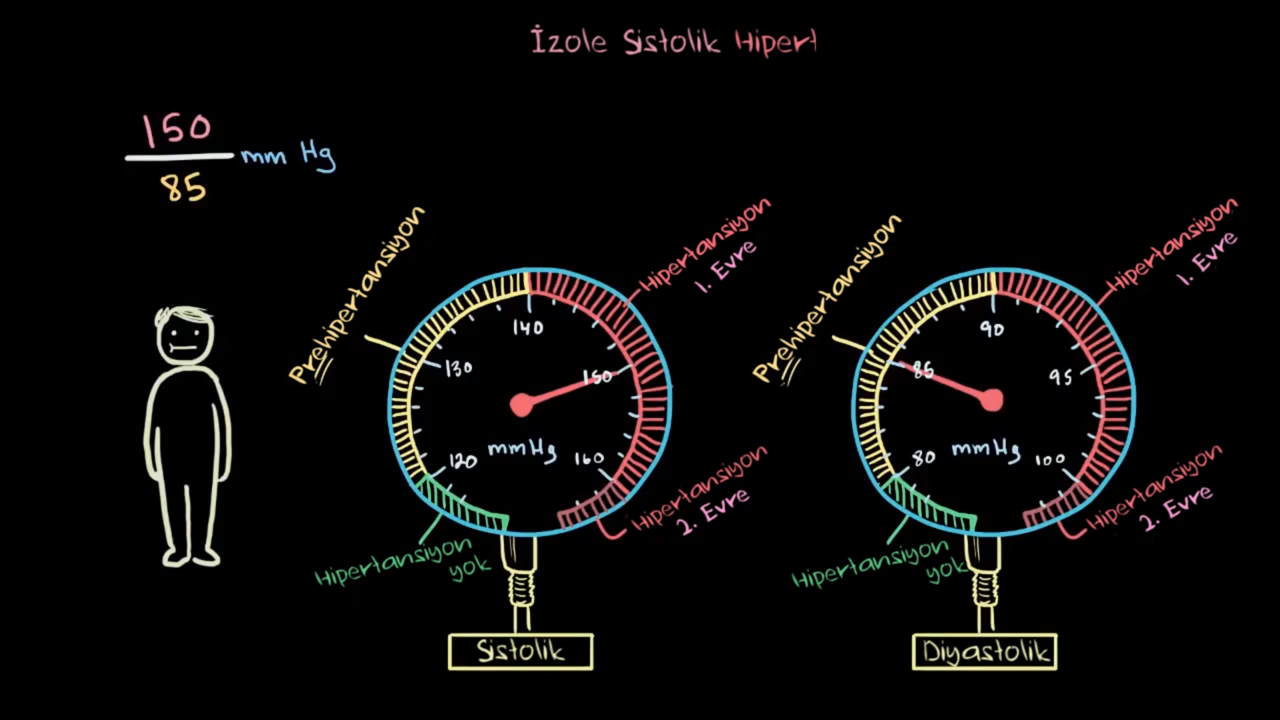 İzole Sistolik Hipert
150
85
mm Hg
Prehipertansiyon
Hipertansiyon
1. Evre
140
130
150
120
mmHg
160
Hipertansiyon
2. Evre
Hipertansiyon
yok
Sistolik
Prehipertansiyon
Hipertansiyon
1. Evre
90
85
95
80
mmHg
100
Hipertansiyon
2. Evre
Hipertansiyon
yok
Diyastolik